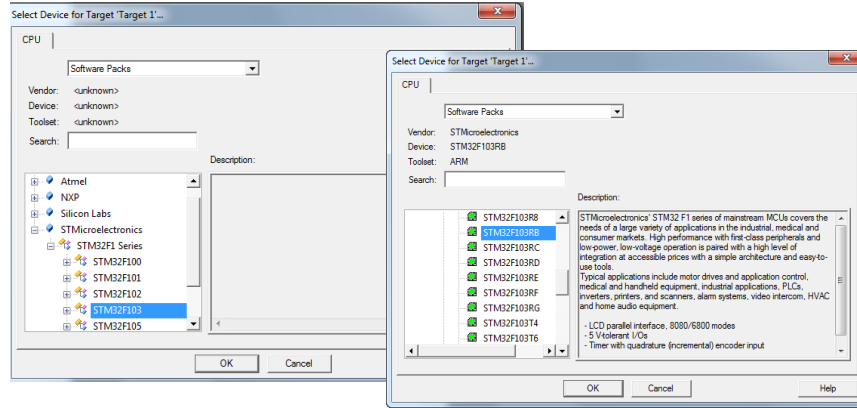 Select Device for Target 'Target 1'...
CPU
Software Packs
Vendor: <unknown>
Device: <unknown>
Toolset: <unknown>
Search:
Description:
Atmel
NXP
Silicon Labs
STMicroelectronics
STM32F1 Series
STM32F100
STM32F101
STM32F102
STM32F103
STM32F105
OK Cancel
Select Device for Target 'Target 1'...
CPU
Software Packs
Vendor: STMicroelectronics
Device: STM32F103RB
Toolset: ARM
Search:
Description:
STM32F103R8
STM32F103RB
STM32F103RC
STM32F103RD
STM32F103RE
STM32F103RF
STM32F103RG
STM32F103T4
STM32F103T6
STMicroelectronics' STM32 F1 series of mainstream MCUs covers the
needs of a large variety of applications in the industrial, medical and
consumer markets. High performance with first-class peripherals and
low-power, low-voltage operation is paired with a high level of
integration at accessible prices with a simple architecture and easy-to-
use tools.
Typical applications include motor drives and application control,
medical and handheld equipment, industrial applications, PLCs,
inverters, printers, and scanners, alarm systems, video intercom, HVAC
and home audio equipment.
- LCD parallel interface, 8080/6800 modes
- 5 V-tolerant I/Os
- Timer with quadrature (incremental) encoder input
OK Cancel Help